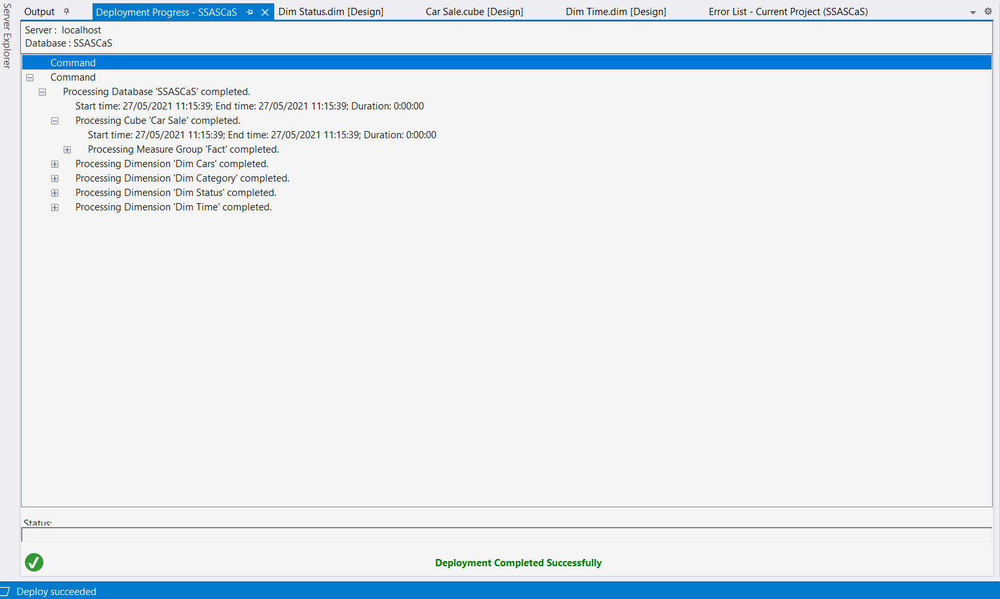 Server Explorer
Output Deployment Progress - SSASCaS Dim Status.dim [Design] Car Sale.cube [Design] Dim Time.dim [Design] Error List - Current Project (SSASCaS)
Server : localhost
Database : SSASCaS
Command
Command
Processing Database 'SSASCaS' completed.
Start time: 27/05/2021 11:15:39; End time: 27/05/2021 11:15:39; Duration: 0:00:00
Processing Cube 'Car Sale' completed.
Start time: 27/05/2021 11:15:39; End time: 27/05/2021 11:15:39; Duration: 0:00:00
Processing Measure Group 'Fact' completed.
Processing Dimension 'Dim Cars' completed.
Processing Dimension 'Dim Category' completed.
Processing Dimension 'Dim Status' completed.
Processing Dimension 'Dim Time' completed.
Status:
Deployment Completed Successfully
Deploy succeeded